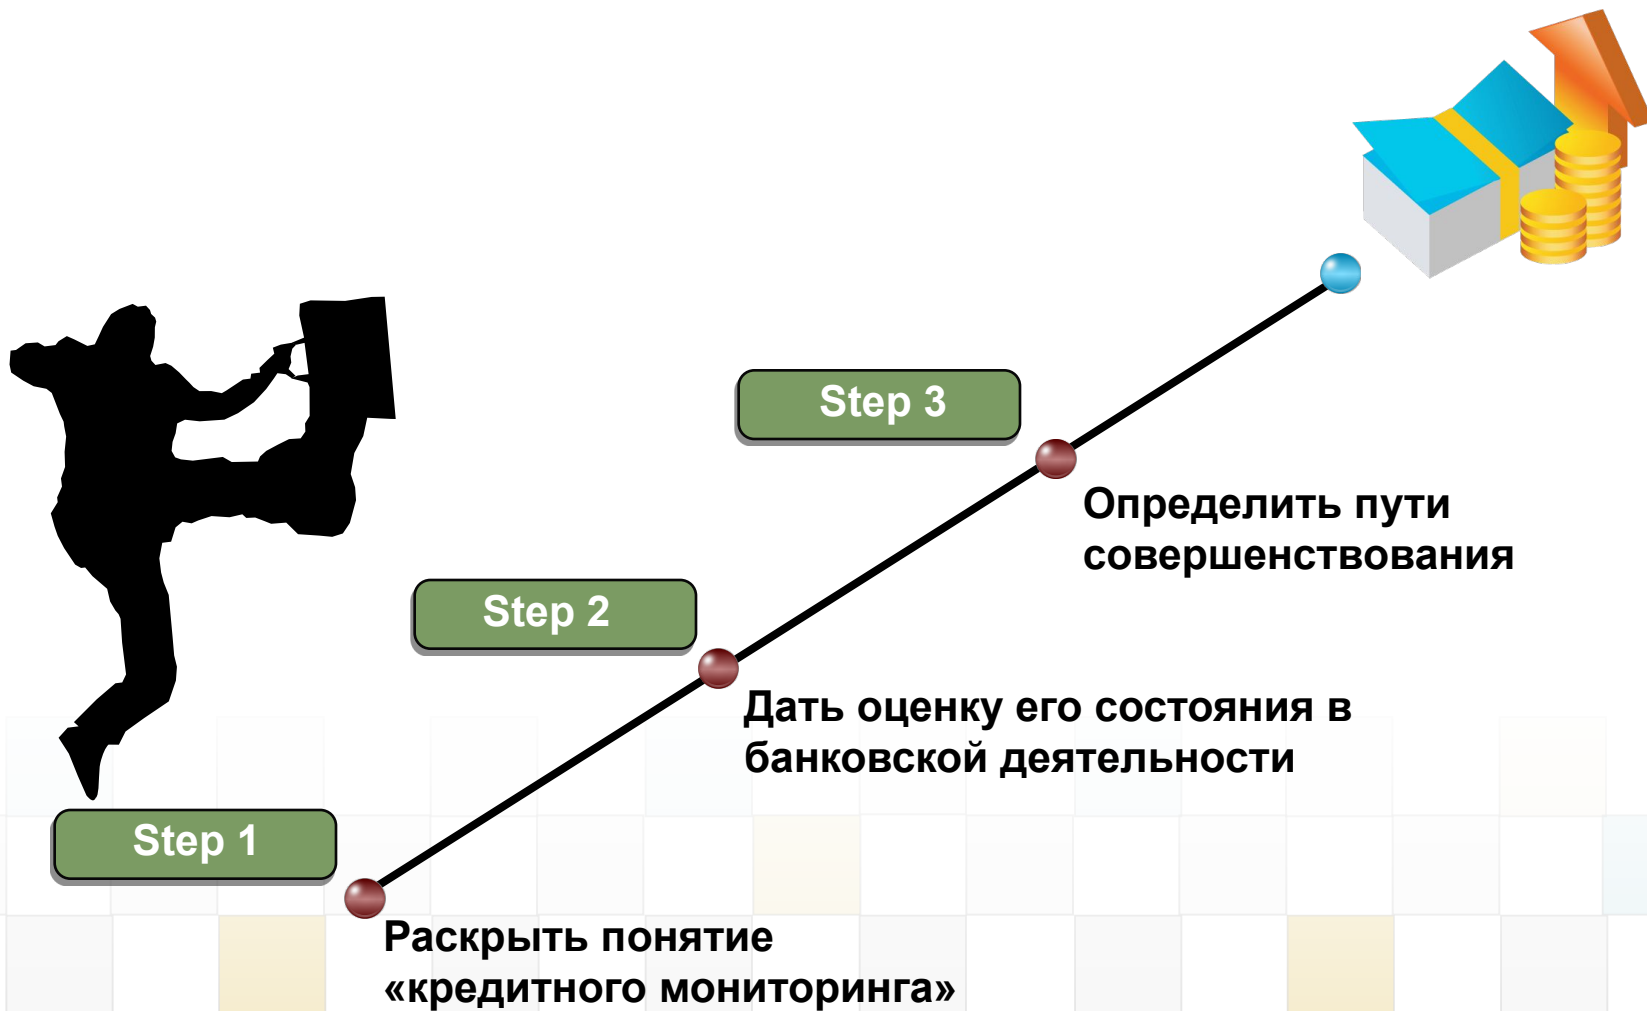 Step 3
Определить пути
совершенствования
Step 2
Дать оценку его состояния в
банковской деятельности
Step 1
Раскрыть понятие
«кредитного мониторинга»